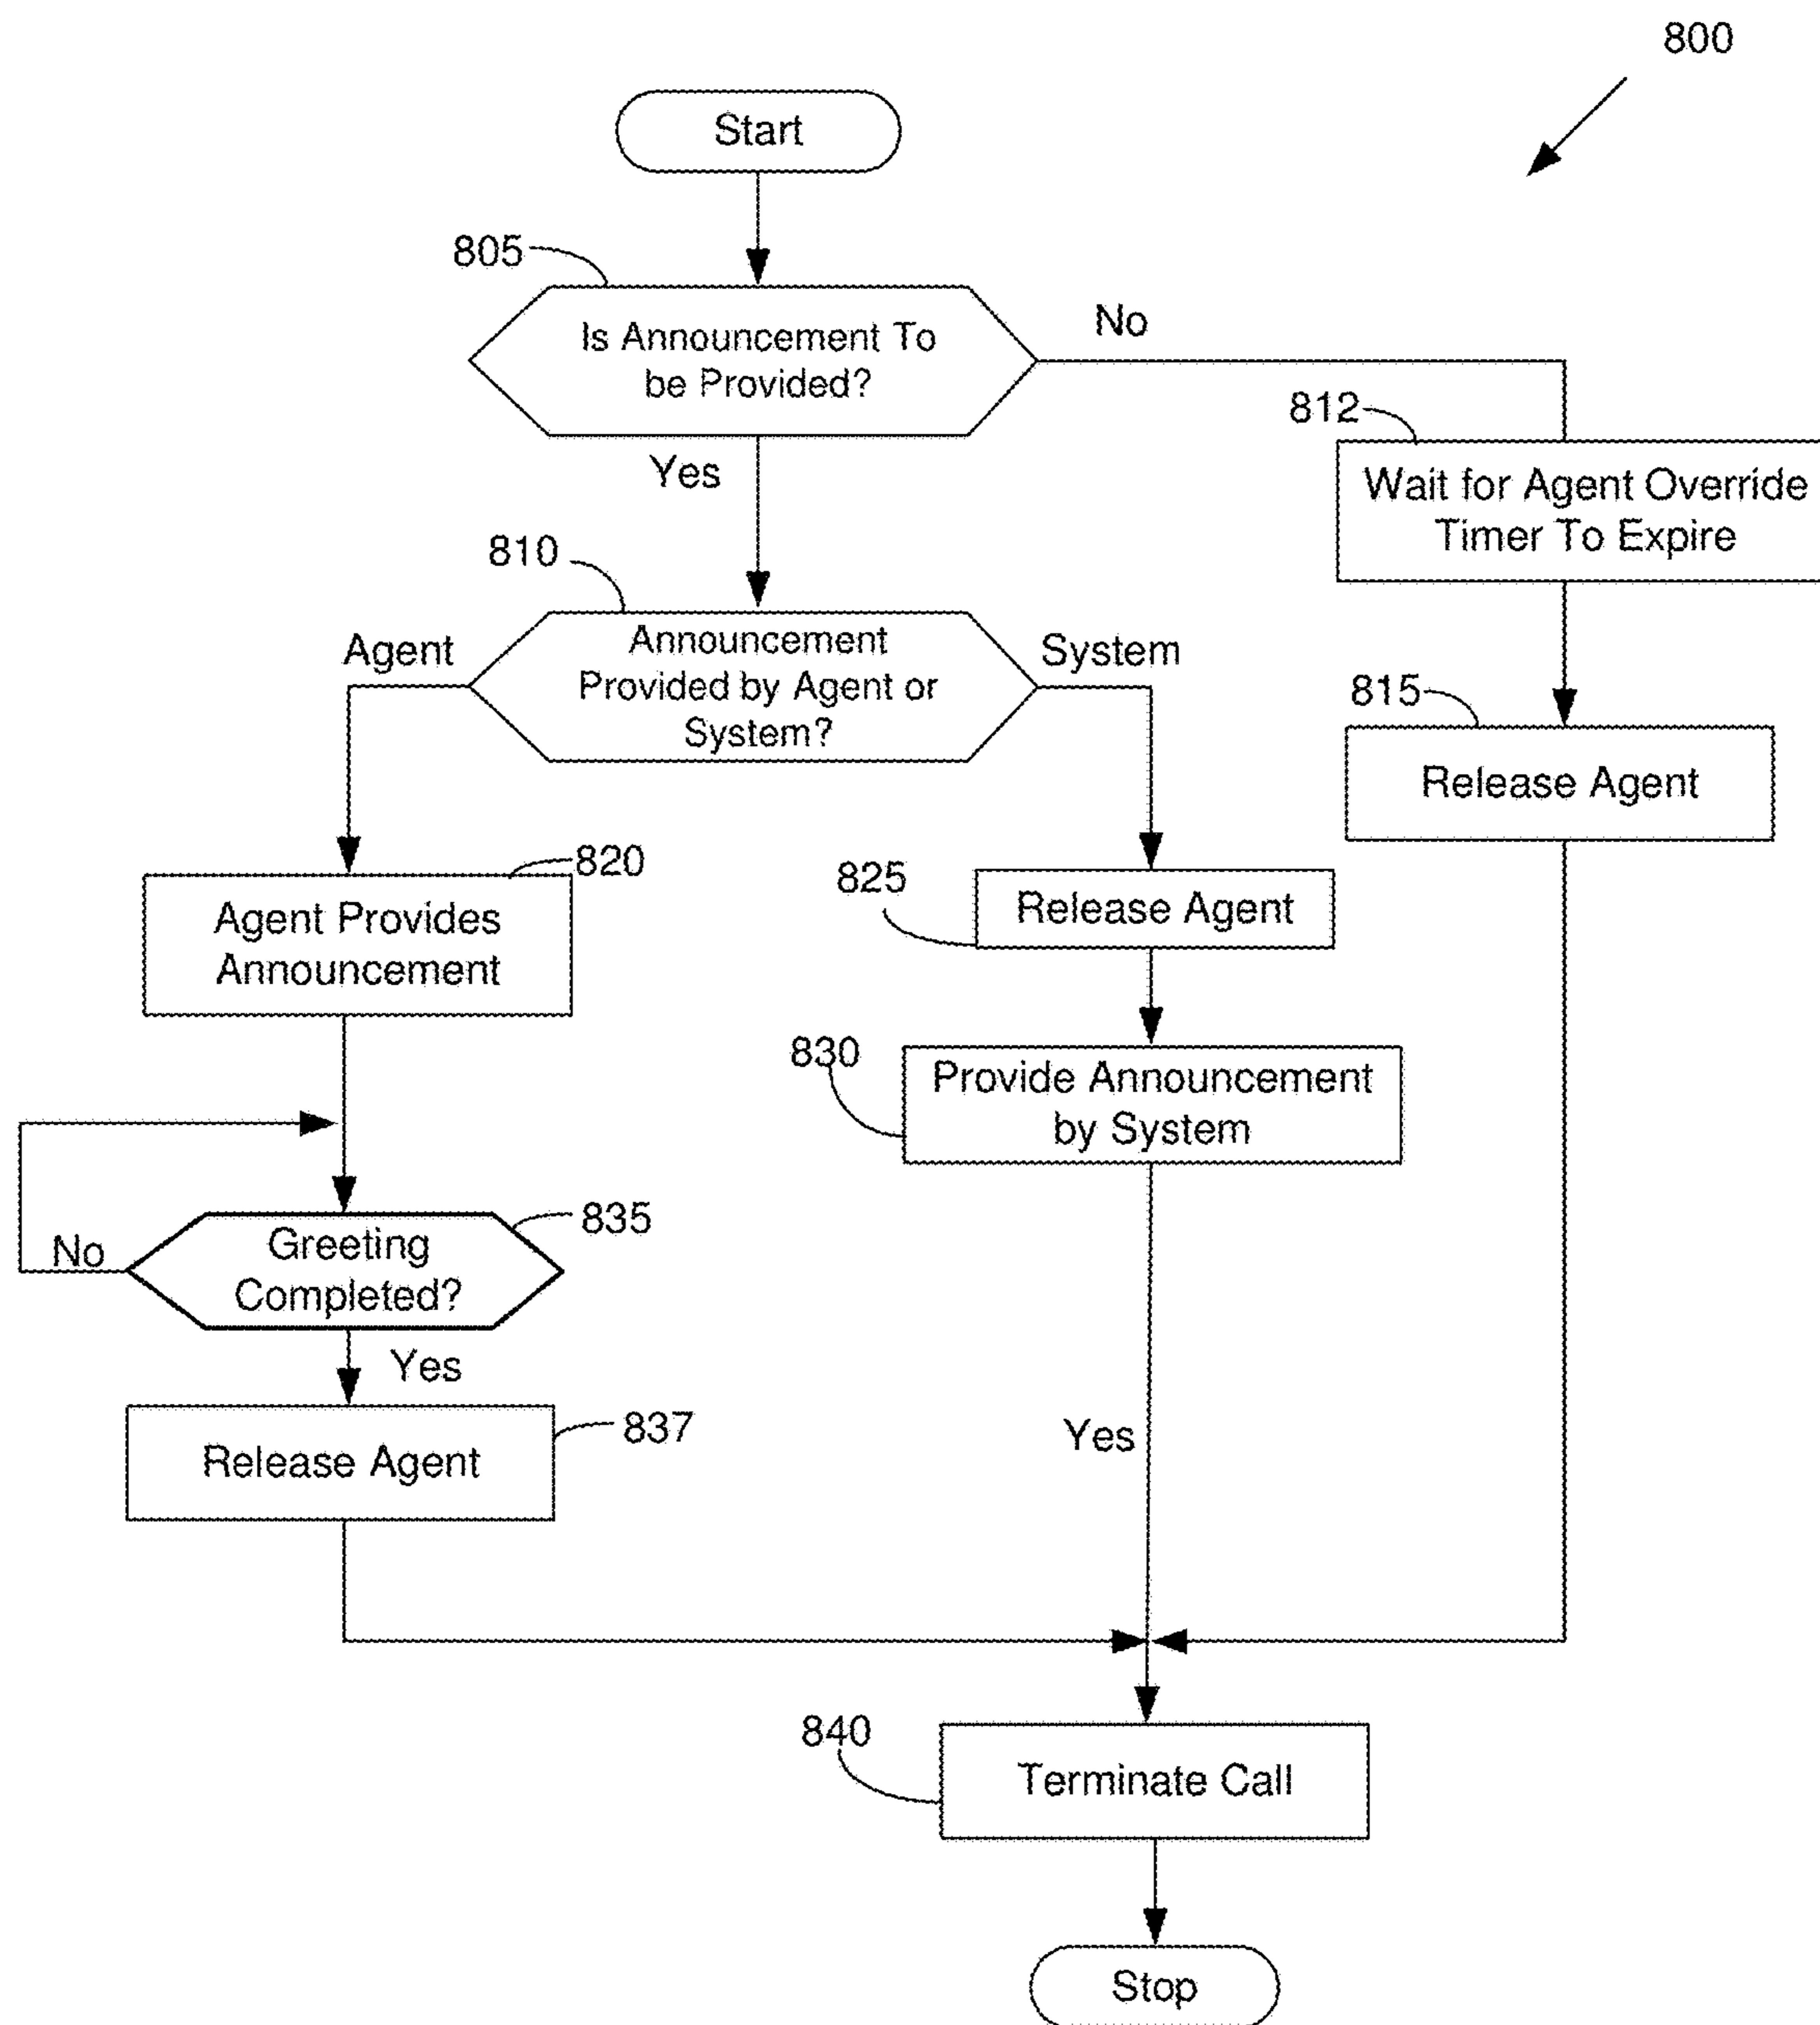 800
Start
805
Is Announcement To
be Provided?
No
Yes
812
Wait for Agent Override
Timer To Expire
810
Agent
Announcement
Provided by Agent or
System?
System
815
Release Agent
820
Agent Provides
Announcement
825
Release Agent
830
Provide Announcement
by System
835
No
Greeting
Completed?
Yes
837
Release Agent
Yes
840
Terminate Call
Stop